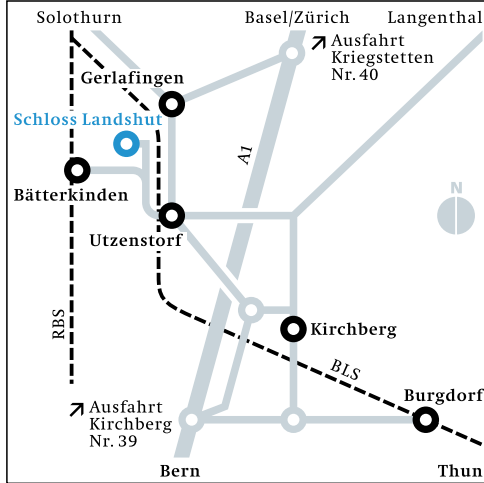 Solothurn
Basel/Zürich
Langenthal
Ausfahrt
Kriegstetten
Nr. 40
Gerlafingen
Schloss Landshut
A1
Bätterkinden
N
Utzenstorf
RBS
Kirchberg
BLS
Burgdorf
Ausfahrt
Kirchberg
Nr. 39
Bern
Thun